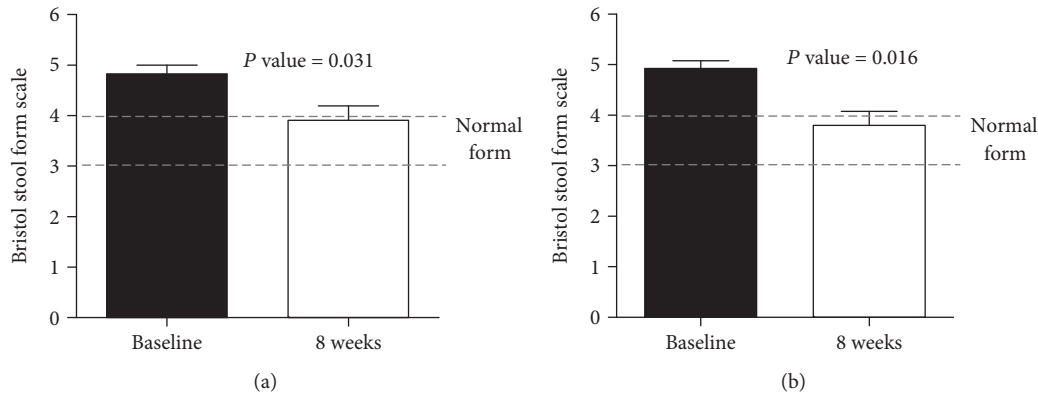 Bristol stool form scale
6
5
4
3
2
1
0
P value = 0.031
Normal
form
Baseline
8 weeks
(a)
Bristol stool form scale
6
5
4
3
2
1
0
P value = 0.016
Normal
form
Baseline
8 weeks
(b)